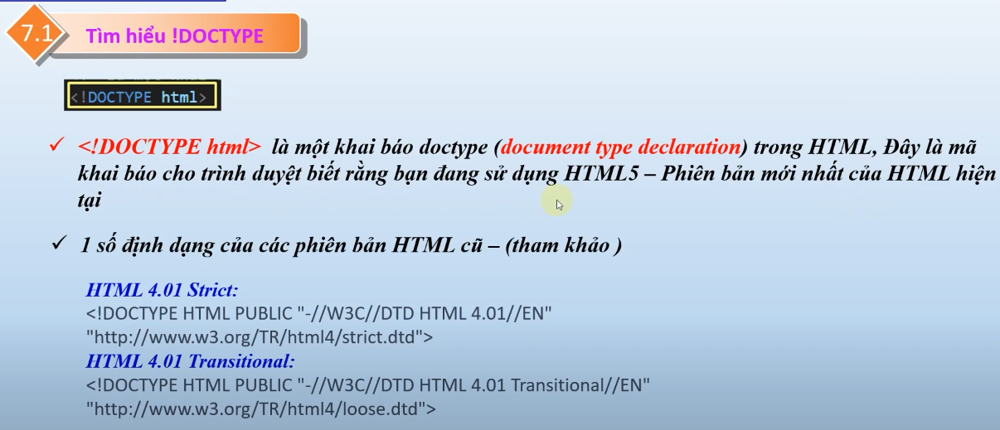 7.1
Tìm hiểu !DOCTYPE
<!DOCTYPE html>
<!DOCTYPE html> là một khai báo doctype (document type declaration) trong HTML, Đây là mã
khai báo cho trình duyệt biết rằng bạn đang sử dụng HTML5 – Phiên bản mới nhất của HTML hiện
tại
1 số định dạng của các phiên bản HTML cũ – (tham khảo )
HTML 4.01 Strict:
<!DOCTYPE HTML PUBLIC "-//W3C//DTD HTML 4.01//EN"
"http://www.w3.org/TR/html4/strict.dtd">
HTML 4.01 Transitional:
<!DOCTYPE HTML PUBLIC "-//W3C//DTD HTML 4.01 Transitional//EN"
"http://www.w3.org/TR/html4/loose.dtd">